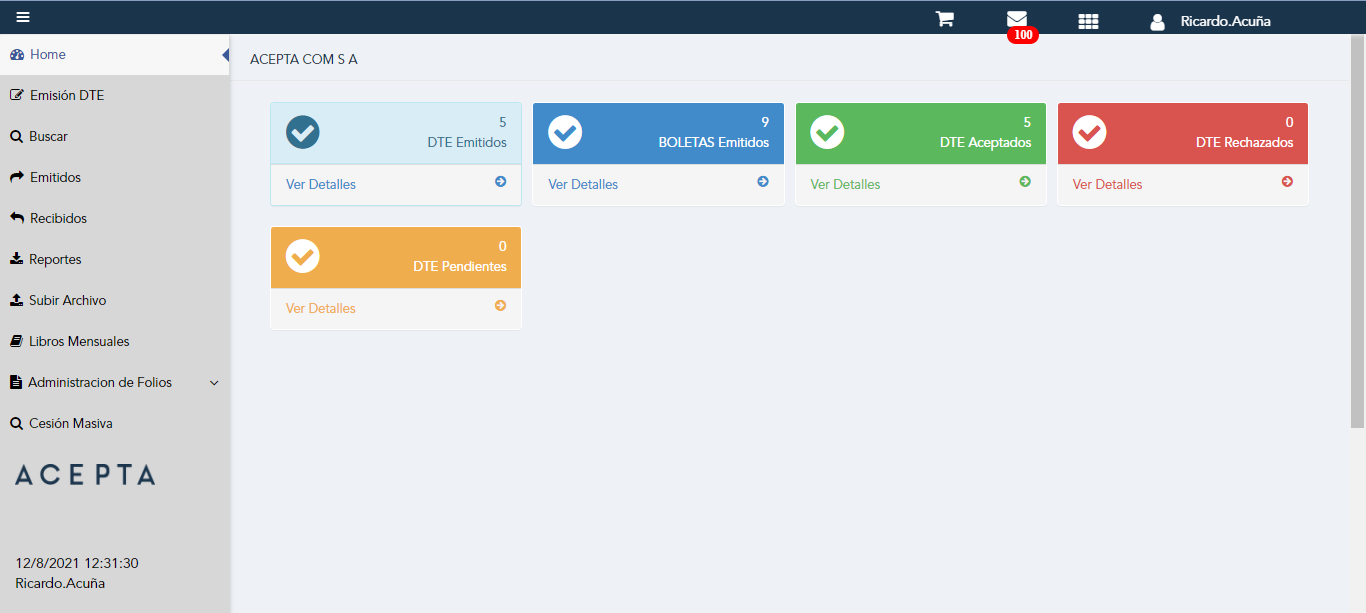 100
Ricardo.Acuña
Home
Emisión DTE
Buscar
Emitidos
Recibidos
Reportes
Subir Archivo
Libros Mensuales
Administracion de Folios
Cesión Masiva
ACEPTA
12/8/2021 12:31:30
Ricardo.Acuña
ACEPTA COM S A
5
DTE Emitidos
Ver Detalles
9
BOLETAS Emitidos
Ver Detalles
5
DTE Aceptados
Ver Detalles
0
DTE Rechazados
Ver Detalles
0
DTE Pendientes
Ver Detalles